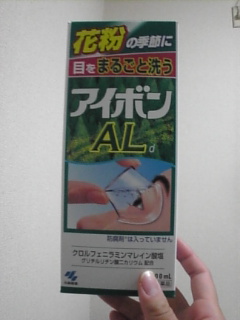 花粉の季節に
目をまるごと洗う
アイボン
ALd
防腐剤は入っていません
クロルフェニラミンマレイン酸塩
グリチルリチン酸二カリウム 配合